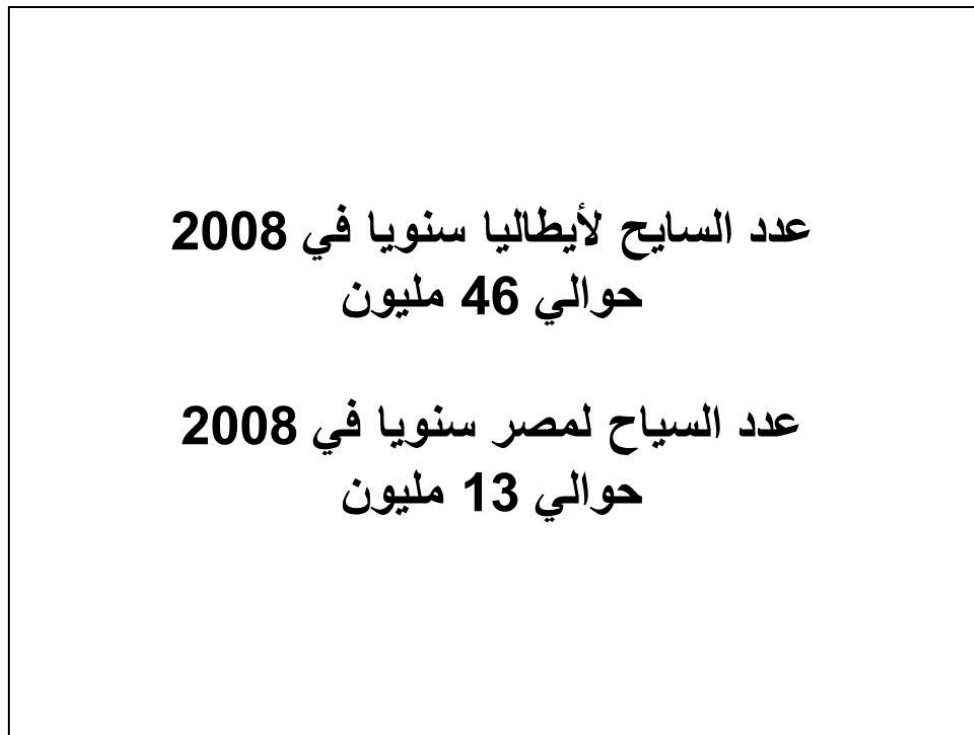 عدد السايح لأيطاليا سنويا في 2008
حوالي 46 مليون
عدد السياح لمصر سنويا في 2008
حوالي 13 مليون